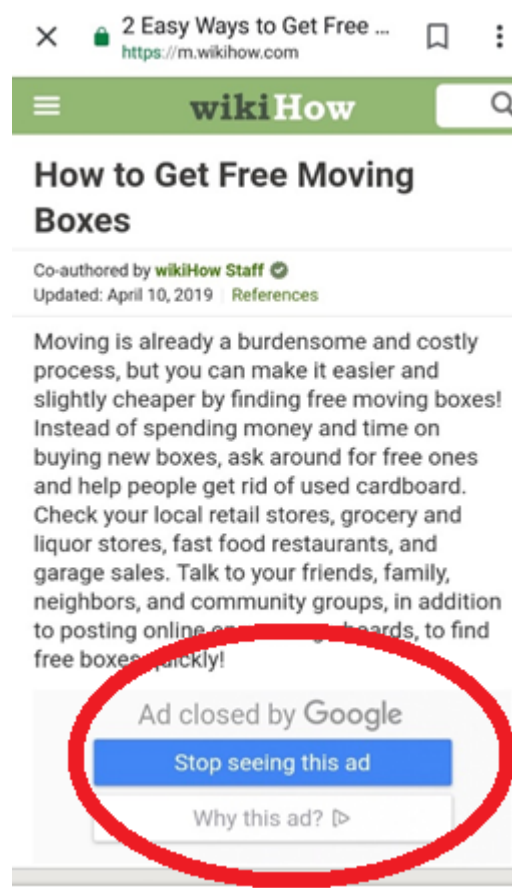 2 Easy Ways to Get Free ...
https://m.wikihow.com
wikiHow
How to Get Free Moving
Boxes
Co-authored by wikiHow Staff
Updated: April 10, 2019 References
Moving is already a burdensome and costly
process, but you can make it easier and
slightly cheaper by finding free moving boxes!
Instead of spending money and time on
buying new boxes, ask around for free ones
and help people get rid of used cardboard.
Check your local retail stores, grocery and
liquor stores, fast food restaurants, and
garage sales. Talk to your friends, family,
neighbors, and community groups, in addition
to posting online to find
free boxes quickly!
Ad closed by Google
Stop seeing this ad
Why this ad?